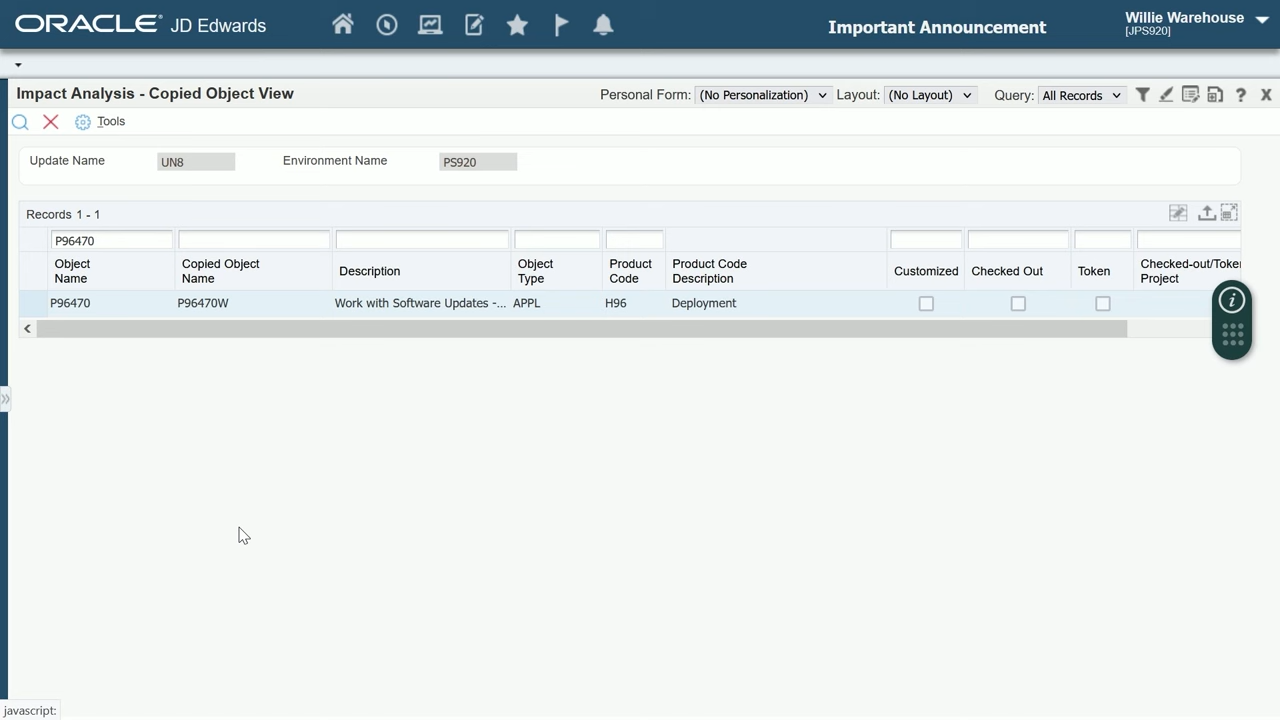 ORACLE® JD Edwards
Important Announcement
Willie Warehouse
[JPS920]
Impact Analysis - Copied Object View
Personal Form: (No Personalization) Layout: (No Layout) Query: All Records
Tools
Update Name UN8 Environment Name PS920
Records 1 - 1
P96470
Object Name Copied Object Name Description Object Type Product Code Product Code Description Customized Checked Out Token Checked-out/Token Project
P96470 P96470W Work with Software Updates -... APPL H96 Deployment
javascript: